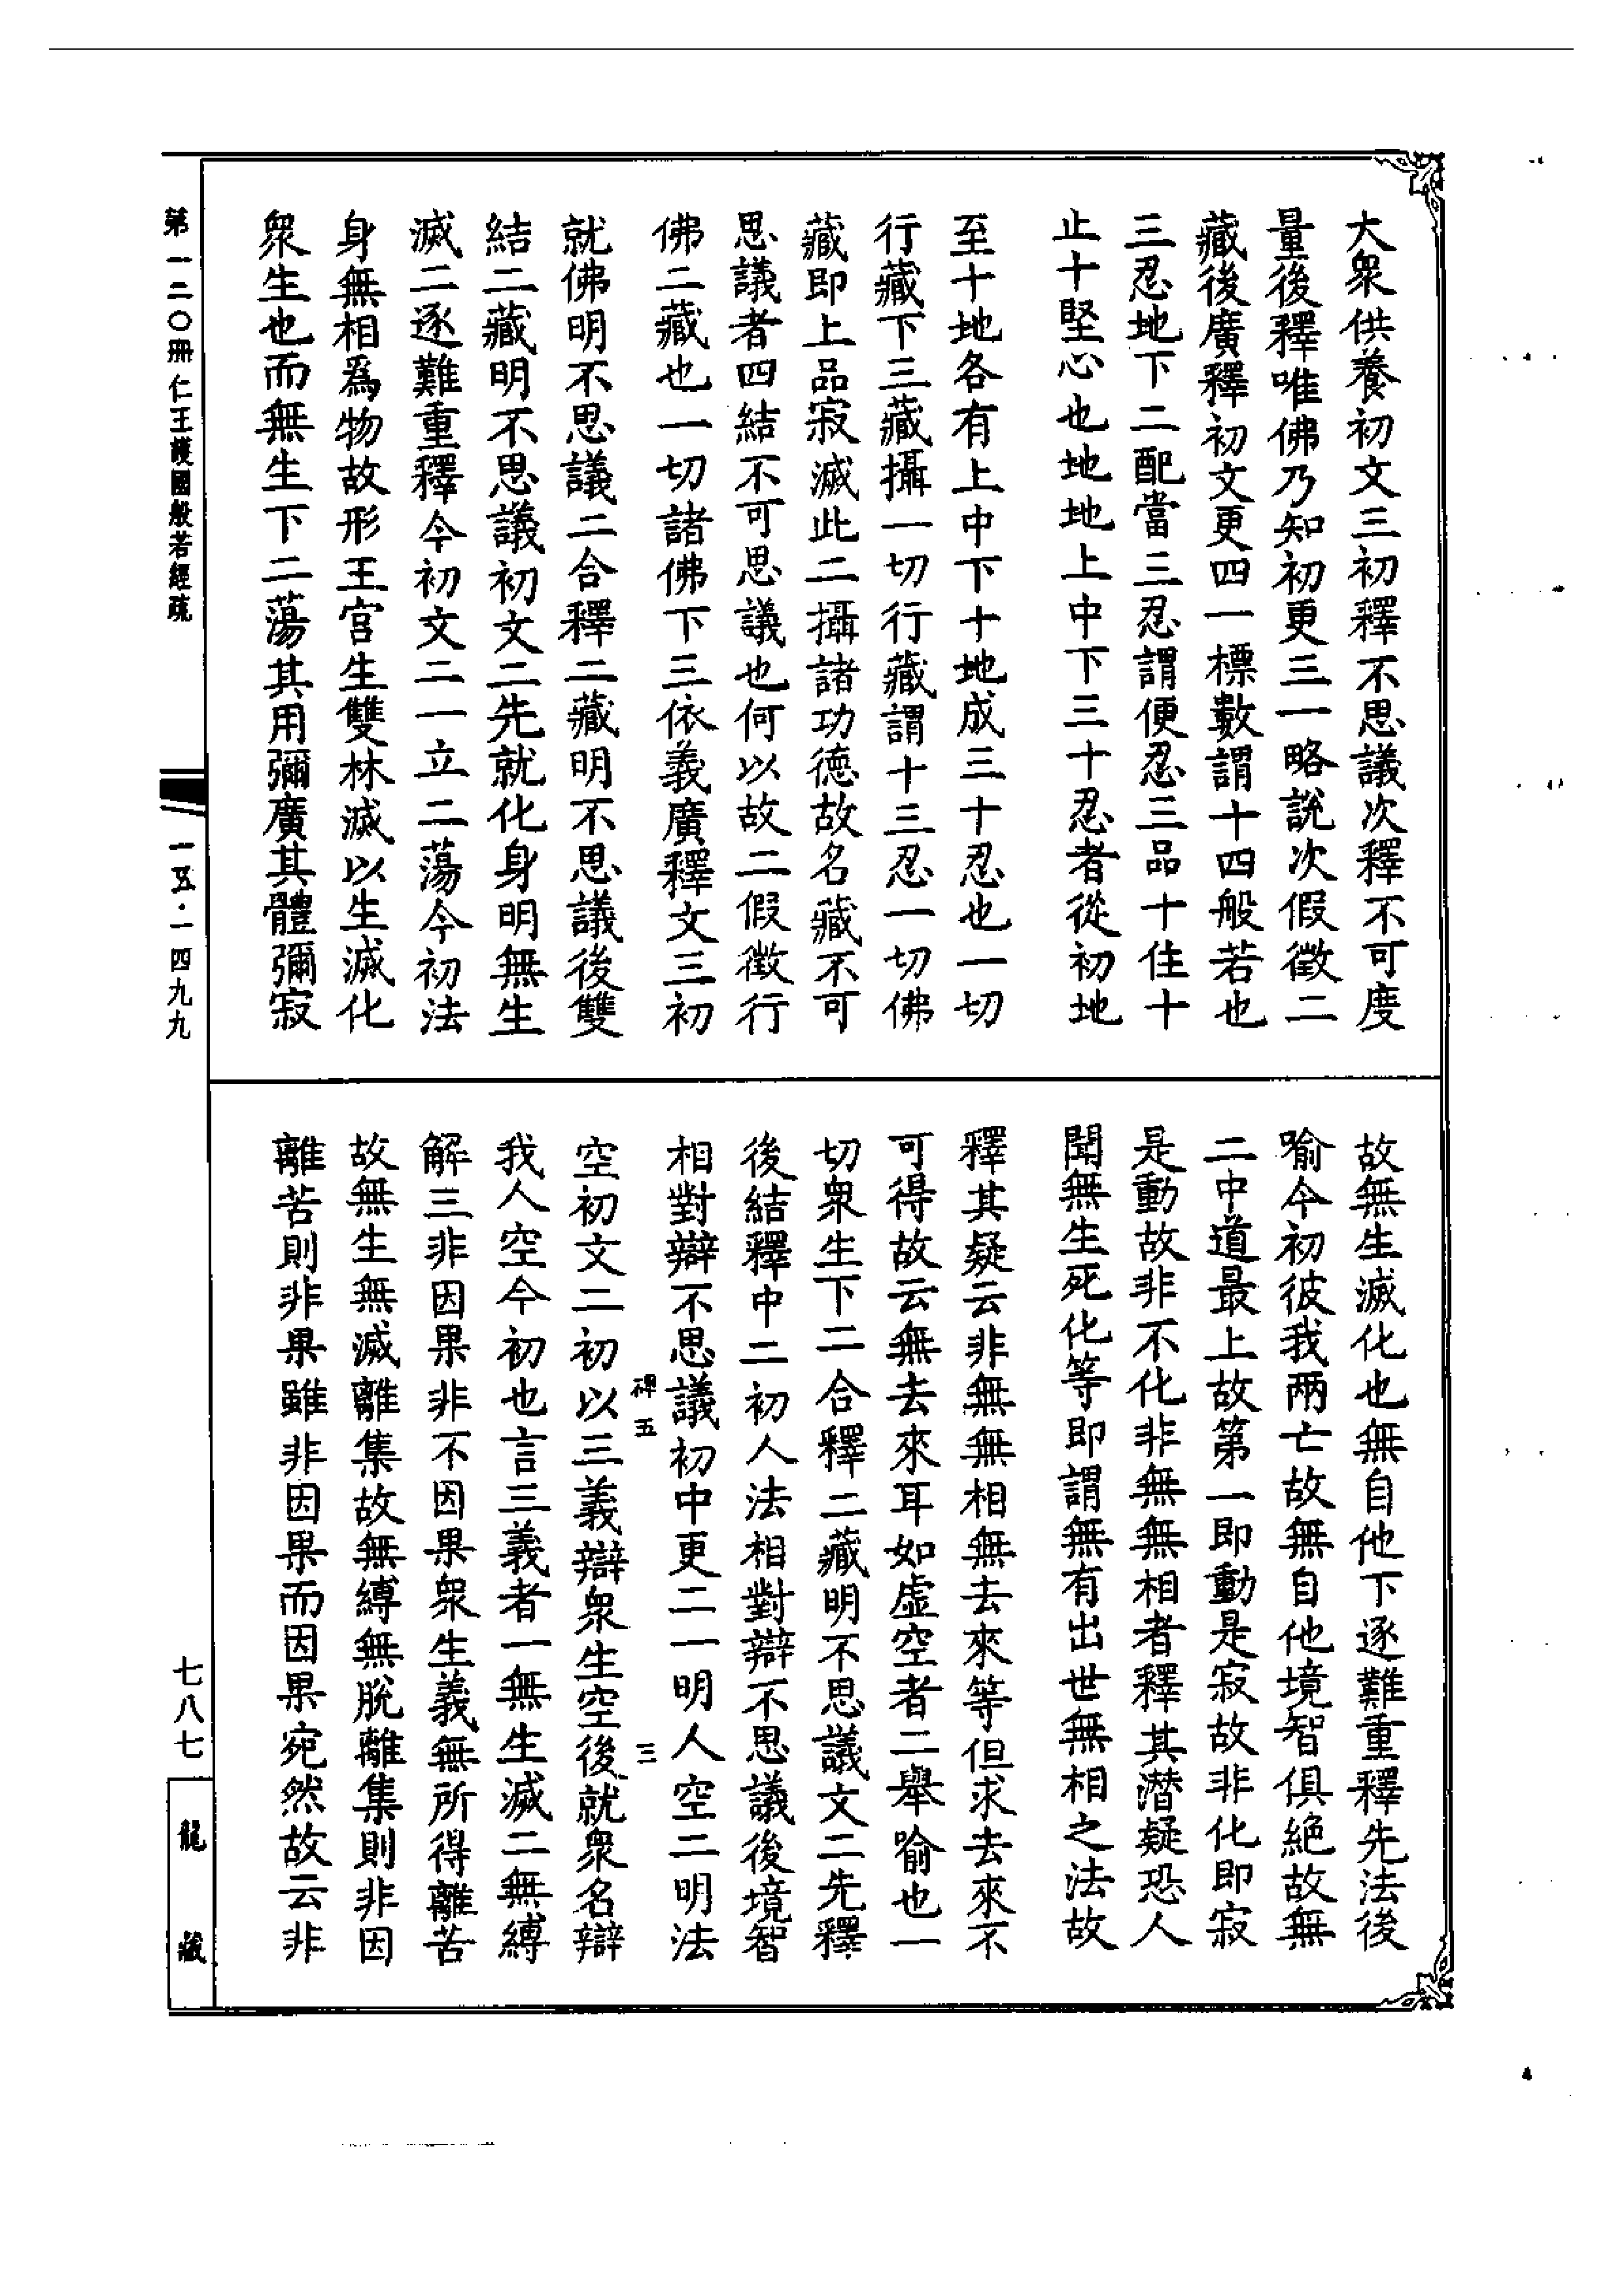 大衆供養初文三初釋不思議次釋不可度
量後釋唯佛乃知初更三一略說次假徵二
藏後廣釋初文更四一標數謂十四般若也
三忍地下二配當三忍謂便忍三品十住十
止十堅心也地地上中下三十忍者從初地
至十地各有上中下十地成三十忍也一切
行藏下三藏攝一切行藏謂十三忍一切佛
藏即上品寂滅此二攝諸功德故名藏不可
思議者四結不可思議也何以故二假徵行
佛二藏也一切諸佛下三依義廣釋文三初
就佛明不思議二合釋二藏明不思議後雙
結二藏明不思議初文二先就化身明無生
滅二逐難重釋今初文二一立二蕩今初法
身無相爲物故形王宮生雙林滅以生滅化
衆生也而無生下二蕩其用彌廣其體彌寂
故無生滅化也無自他下逐難重釋先法後
喻今初彼我兩亡故無自他境智俱絕故無
二中道最上故第一即動是寂故非化即寂
是動故非不化非無無相者釋其潛疑恐人
聞無生死化等即謂無有出世無相之法故
釋其疑云非無無相無去來等但求去來不
可得故云無去來耳如虛空者二舉喻也一
切衆生下二合釋二藏明不思議文二先釋
後結釋中二初人法相對辯不思議後境智
相對辯不思議初中更二一明人空二明法
碑五 三
空初文二初以三義辯衆生空後就衆名辯
我人空今初也言三義者一無生滅二無縛
解三非因果非不因果衆生義無所得離苦
故無生無滅離集故無縛無脫離集則非因
離苦則非果雖非因果而因果宛然故云非
第一二〇冊 仁王護國般若經疏
一五·一四九九
七八七
龍藏